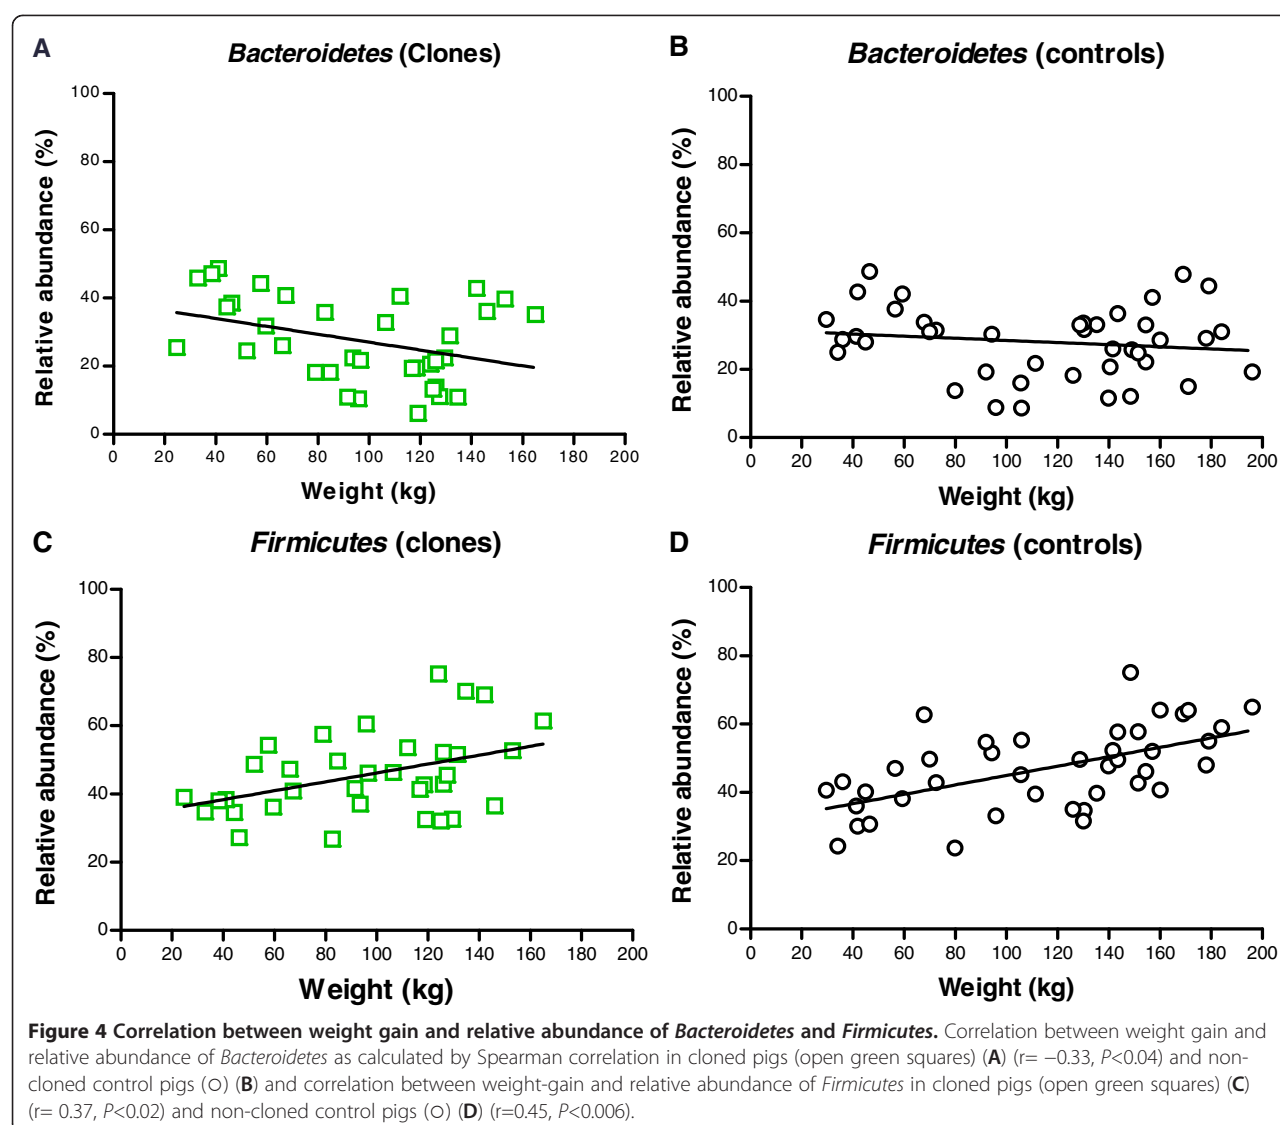 A
Bacteroidetes (Clones)
Relative abundance (%)
100
80
60
40
20
0
0 20 40 60 80 100 120 140 160 180 200
Weight (kg)
B
Bacteroidetes (controls)
Relative abundance (%)
100
80
60
40
20
0
0 20 40 60 80 100 120 140 160 180 200
Weight (kg)
C
Firmicutes (clones)
Relative abundance (%)
100
80
60
40
20
0
0 20 40 60 80 100 120 140 160 180 200
Weight (kg)
D
Firmicutes (controls)
Relative abundance (%)
100
80
60
40
20
0
0 20 40 60 80 100 120 140 160 180 200
Weight (kg)
Figure 4 Correlation between weight gain and relative abundance of Bacteroidetes and Firmicutes. Correlation between weight gain and
relative abundance of Bacteroidetes as calculated by Spearman correlation in cloned pigs (open green squares) (A) (r= −0.33, P<0.04) and non-
cloned control pigs (○) (B) and correlation between weight-gain and relative abundance of Firmicutes in cloned pigs (open green squares) (C)
(r= 0.37, P<0.02) and non-cloned control pigs (○) (D) (r=0.45, P<0.006).